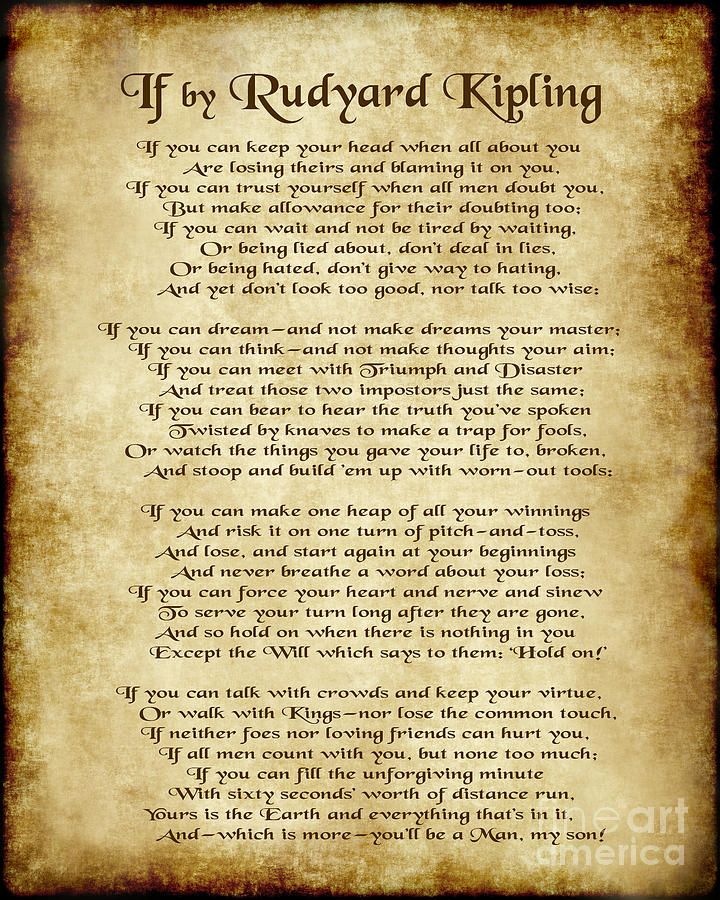 If by Rudyard Kipling
If you can keep your head when all about you
Are losing theirs and blaming it on you,
If you can trust yourself when all men doubt you,
But make allowance for their doubting too;
If you can wait and not be tired by waiting,
Or being lied about, don't deal in lies,
Or being hated, don't give way to hating,
And yet don't look too good, nor talk too wise:
If you can dream—and not make dreams your master;
If you can think—and not make thoughts your aim;
If you can meet with Triumph and Disaster
And treat those two impostors just the same;
If you can bear to hear the truth you've spoken
Twisted by knaves to make a trap for fools,
Or watch the things you gave your life to, broken,
And stoop and build 'em up with worn-out tools:
If you can make one heap of all your winnings
And risk it on one turn of pitch-and-toss,
And lose, and start again at your beginnings
And never breathe a word about your loss;
If you can force your heart and nerve and sinew
To serve your turn long after they are gone,
And so hold on when there is nothing in you
Except the Will which says to them: 'Hold on!'
If you can talk with crowds and keep your virtue,
Or walk with Kings—nor lose the common touch,
If neither foes nor loving friends can hurt you,
If all men count with you, but none too much;
If you can fill the unforgiving minute
With sixty seconds' worth of distance run,
Yours is the Earth and everything that's in it,
And—which is more—you'll be a Man, my son!
fine art
america